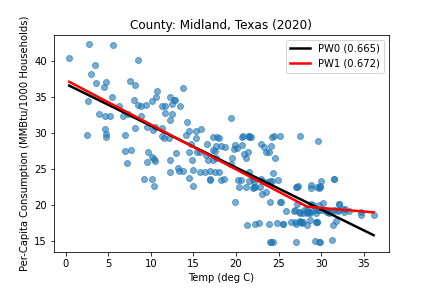 County: Midland, Texas (2020)
PW0 (0.665)
PW1 (0.672)
Per-Capita Consumption (MMBtu/1000 Households)
40
35
30
25
20
15
0 5 10 15 20 25 30 35
Temp (deg C)